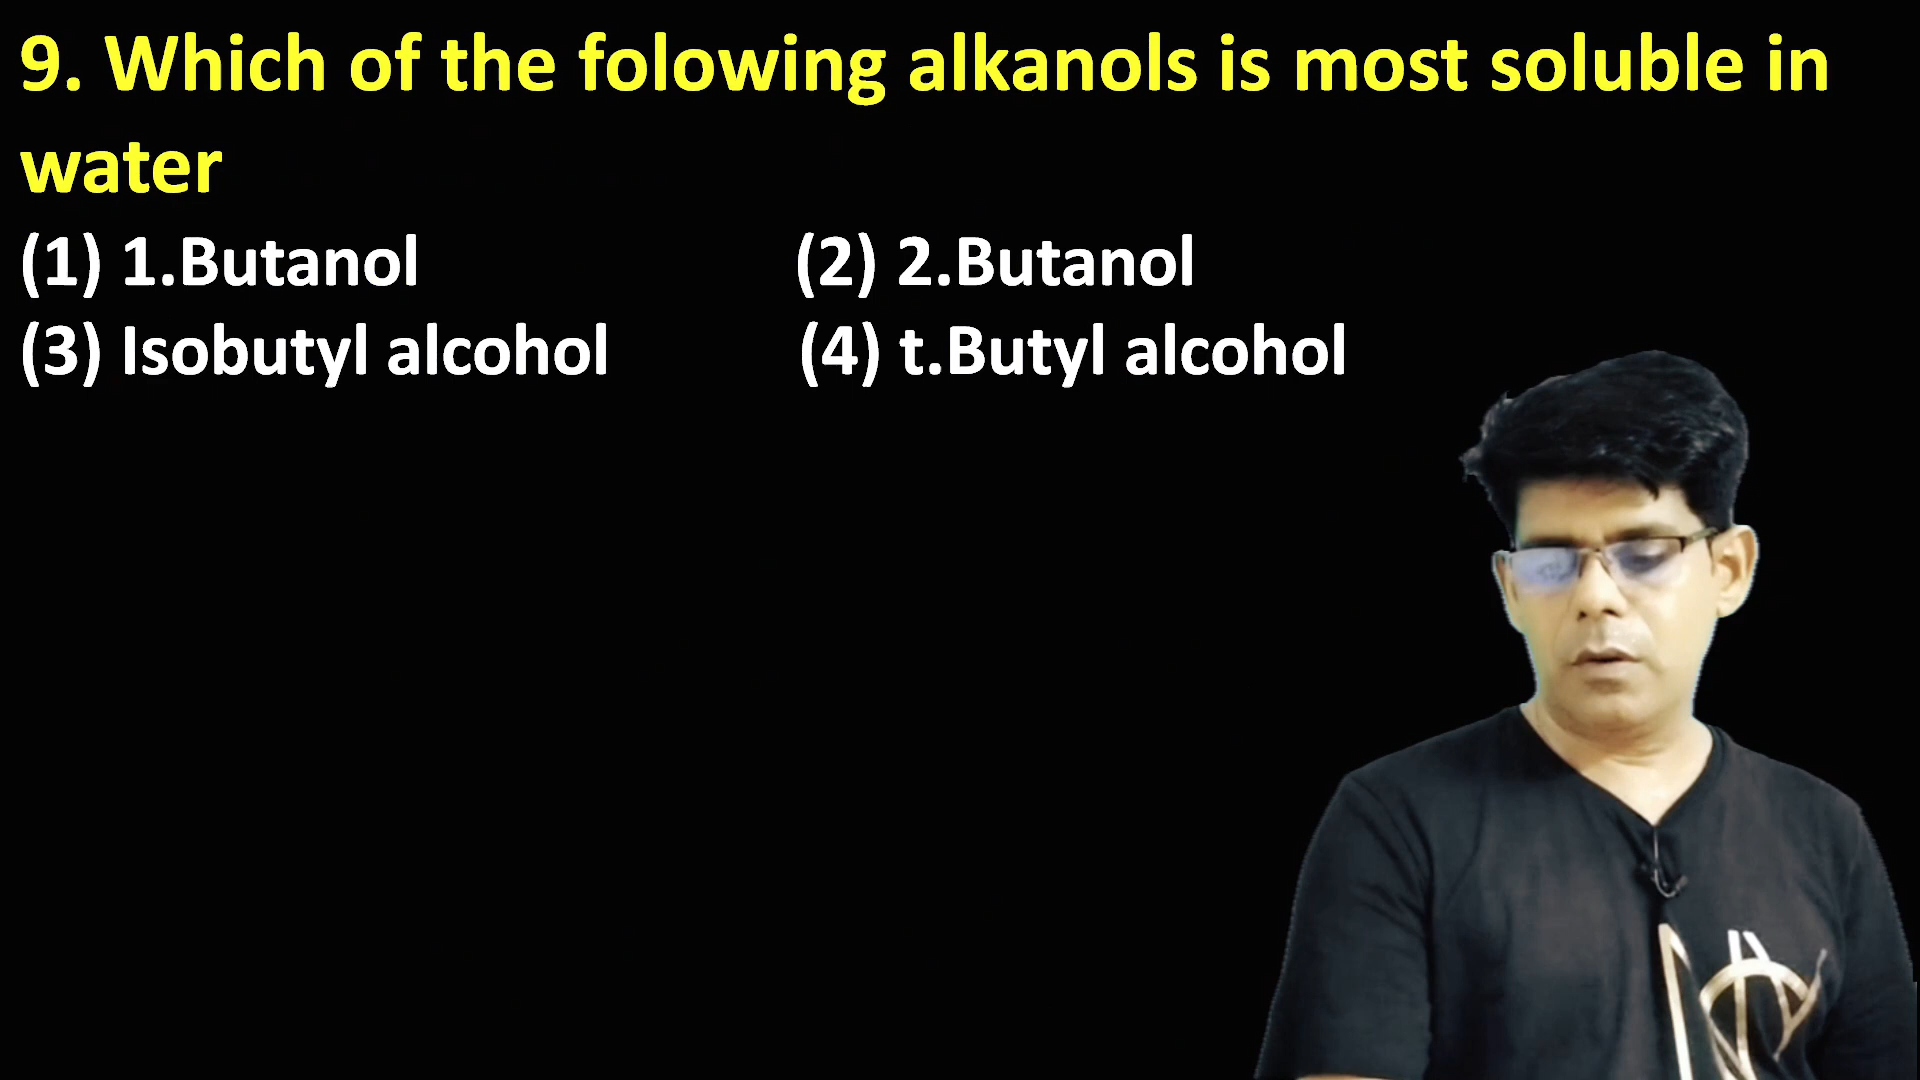 9. Which of the folowing alkanols is most soluble in
water
(1) 1.Butanol (2) 2.Butanol
(3) Isobutyl alcohol (4) t.Butyl alcohol